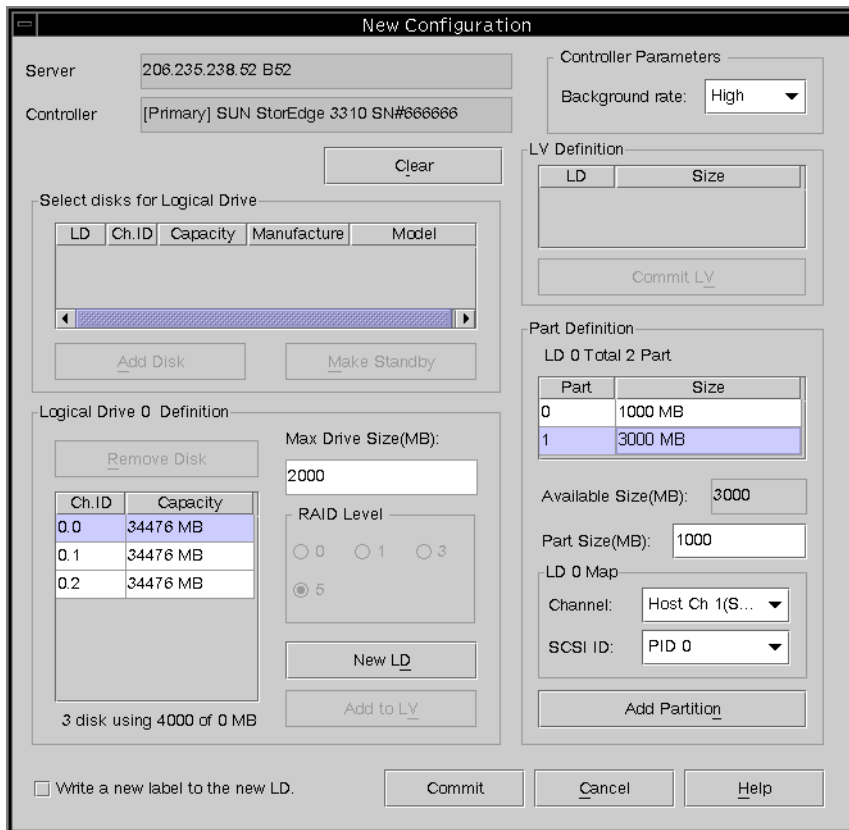 New Configuration
Server
206.235.238.52 B52
Controller
[Primary] SUN StorEdge 3310 SN#666666
Controller Parameters
Background rate:
High
Clear
LV Definition
LD Size
Commit LV
Select disks for Logical Drive
LD Ch.ID Capacity Manufacture Model
Add Disk
Make Standby
Part Definition
LD 0 Total 2 Part
Part Size
0 1000 MB
1 3000 MB
Available Size(MB):
3000
Part Size(MB):
1000
LD 0 Map
Channel:
Host Ch 1(S...
SCSI ID:
PID 0
Add Partition
Logical Drive 0 Definition
Remove Disk
Ch.ID Capacity
0.0 34476 MB
0.1 34476 MB
0.2 34476 MB
3 disk using 4000 of 0 MB
Max Drive Size(MB):
2000
RAID Level
0 1 3
5
New LD
Add to LV
Write a new label to the new LD.
Commit
Cancel
Help